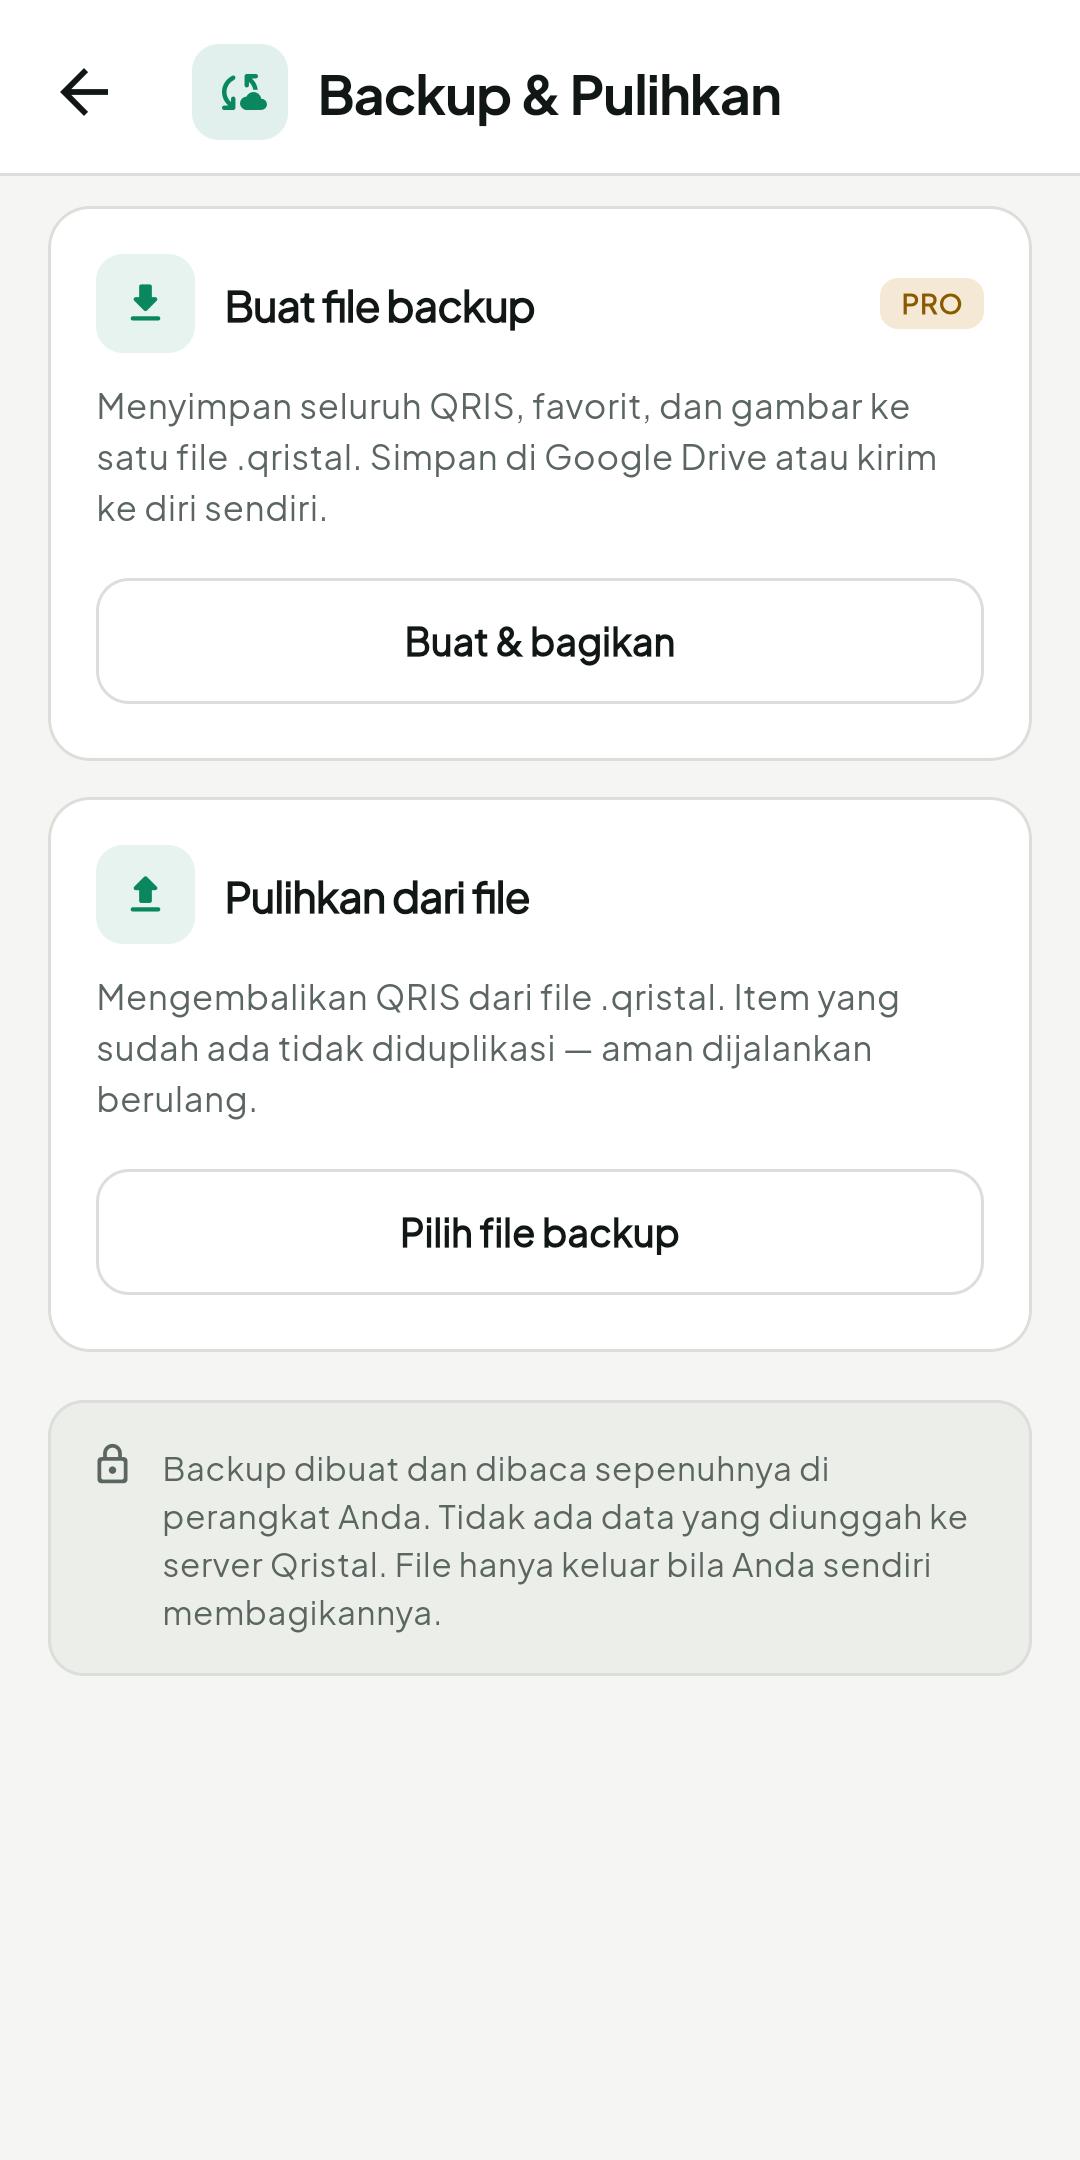 Backup & Pulihkan
Buat file backup
PRO
Menyimpan seluruh QRIS, favorit, dan gambar ke
satu file .qristal. Simpan di Google Drive atau kirim
ke diri sendiri.
Buat & bagikan
Pulihkan dari file
Mengembalikan QRIS dari file .qristal. Item yang
sudah ada tidak diduplikasi — aman dijalankan
berulang.
Pilih file backup
Backup dibuat dan dibaca sepenuhnya di
perangkat Anda. Tidak ada data yang diunggah ke
server Qristal. File hanya keluar bila Anda sendiri
membagikannya.